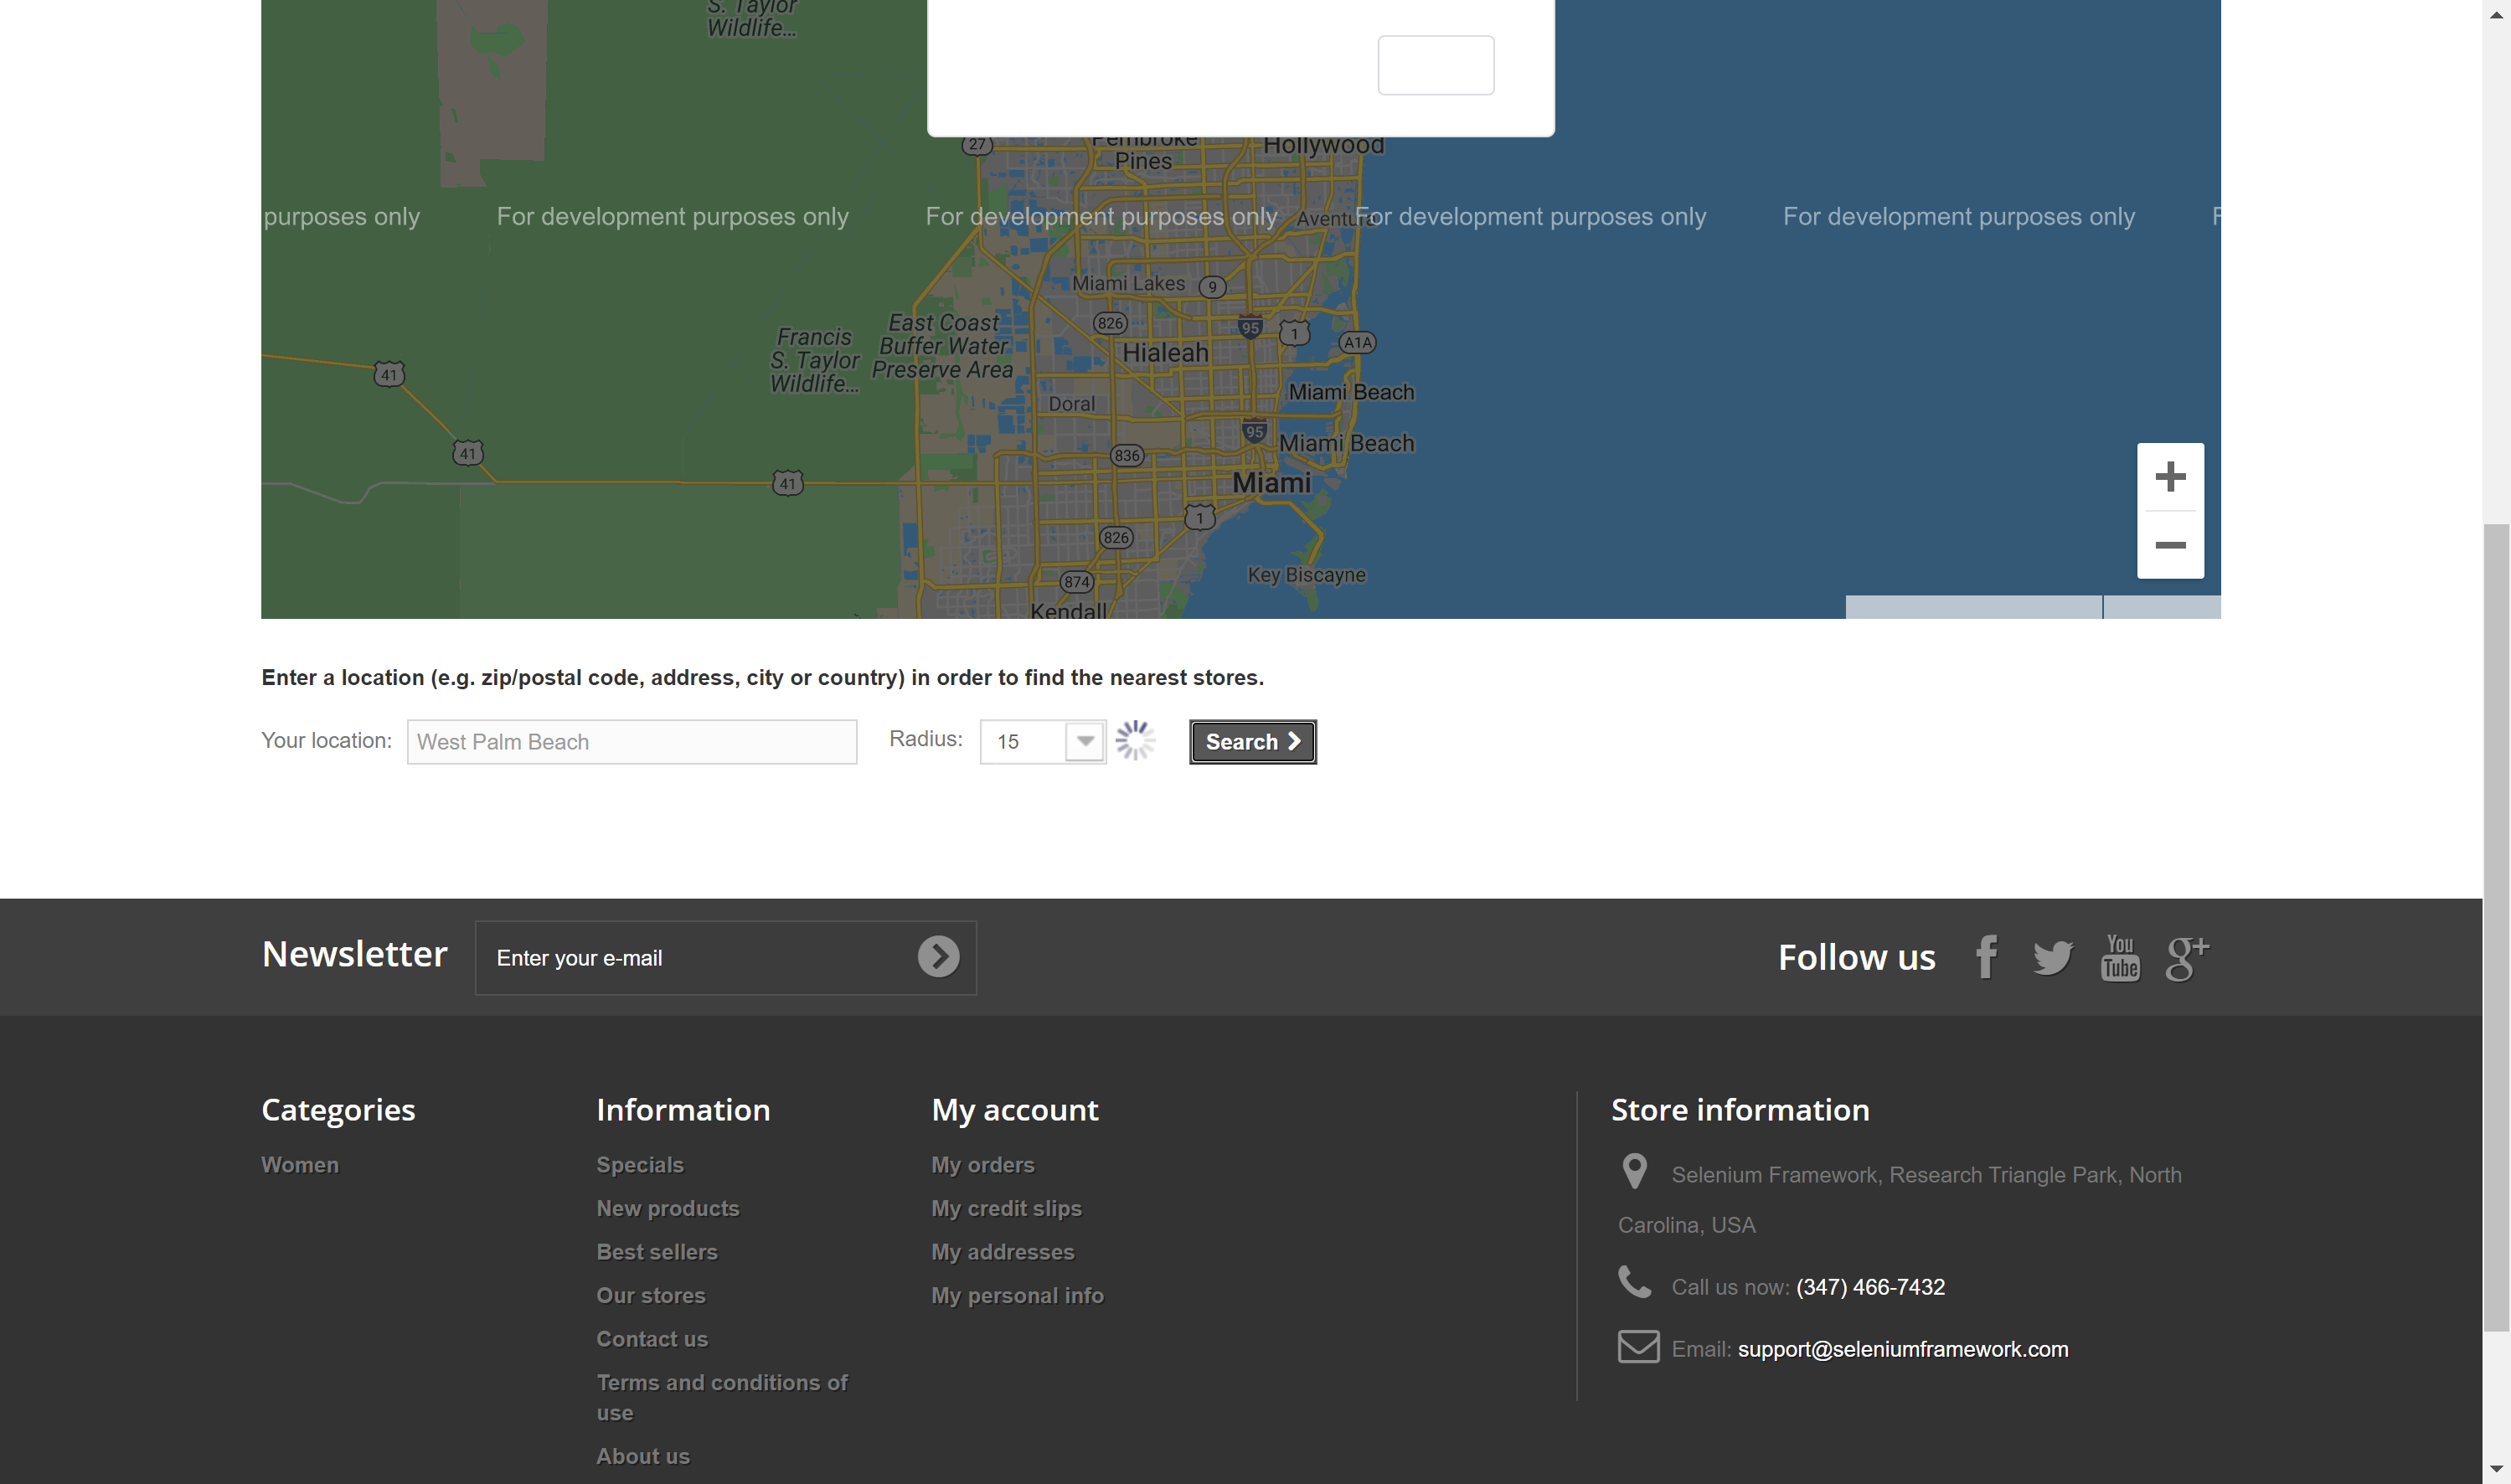 S. Taylor
Wildlife...
27
Pembroke
Pines
Hollywood
purposes only
For development purposes only
For development purposes only
Aventura
For development purposes only
For development purposes only
F
Miami Lakes
9
Francis
S. Taylor
Wildlife...
East Coast
Buffer Water
Preserve Area
826
95
1
A1A
Hialeah
41
Doral
Miami Beach
95
Miami Beach
41
836
41
Miami
1
826
Key Biscayne
874
Kendall
Enter a location (e.g. zip/postal code, address, city or country) in order to find the nearest stores.
Your location:
West Palm Beach
Radius:
15
Search
Newsletter
Enter your e-mail
Follow us
f
You
Tube
g+
Categories
Women
Information
Specials
New products
Best sellers
Our stores
Contact us
Terms and conditions of
use
About us
My account
My orders
My credit slips
My addresses
My personal info
Store information
Selenium Framework, Research Triangle Park, North
Carolina, USA
Call us now: (347) 466-7432
Email: support@seleniumframework.com